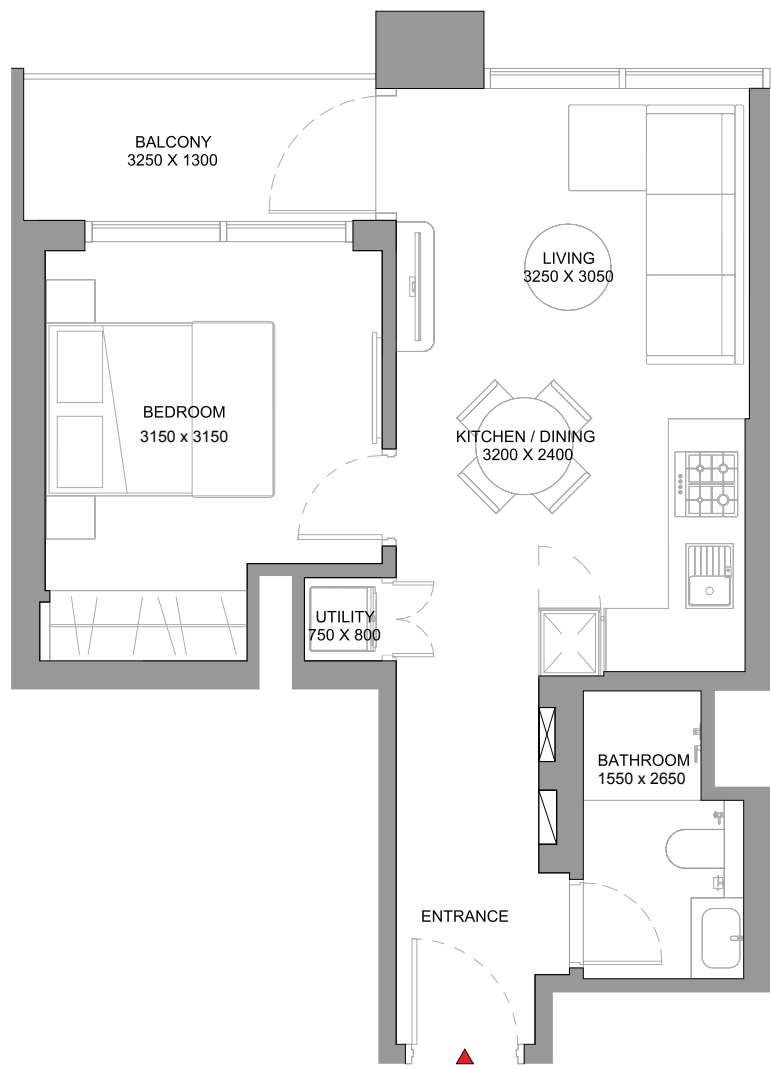 BALCONY
3250 X 1300
LIVING
3250 X 3050
BEDROOM
3150 x 3150
KITCHEN / DINING
3200 X 2400
UTILITY
750 X 800
BATHROOM
1550 x 2650
ENTRANCE